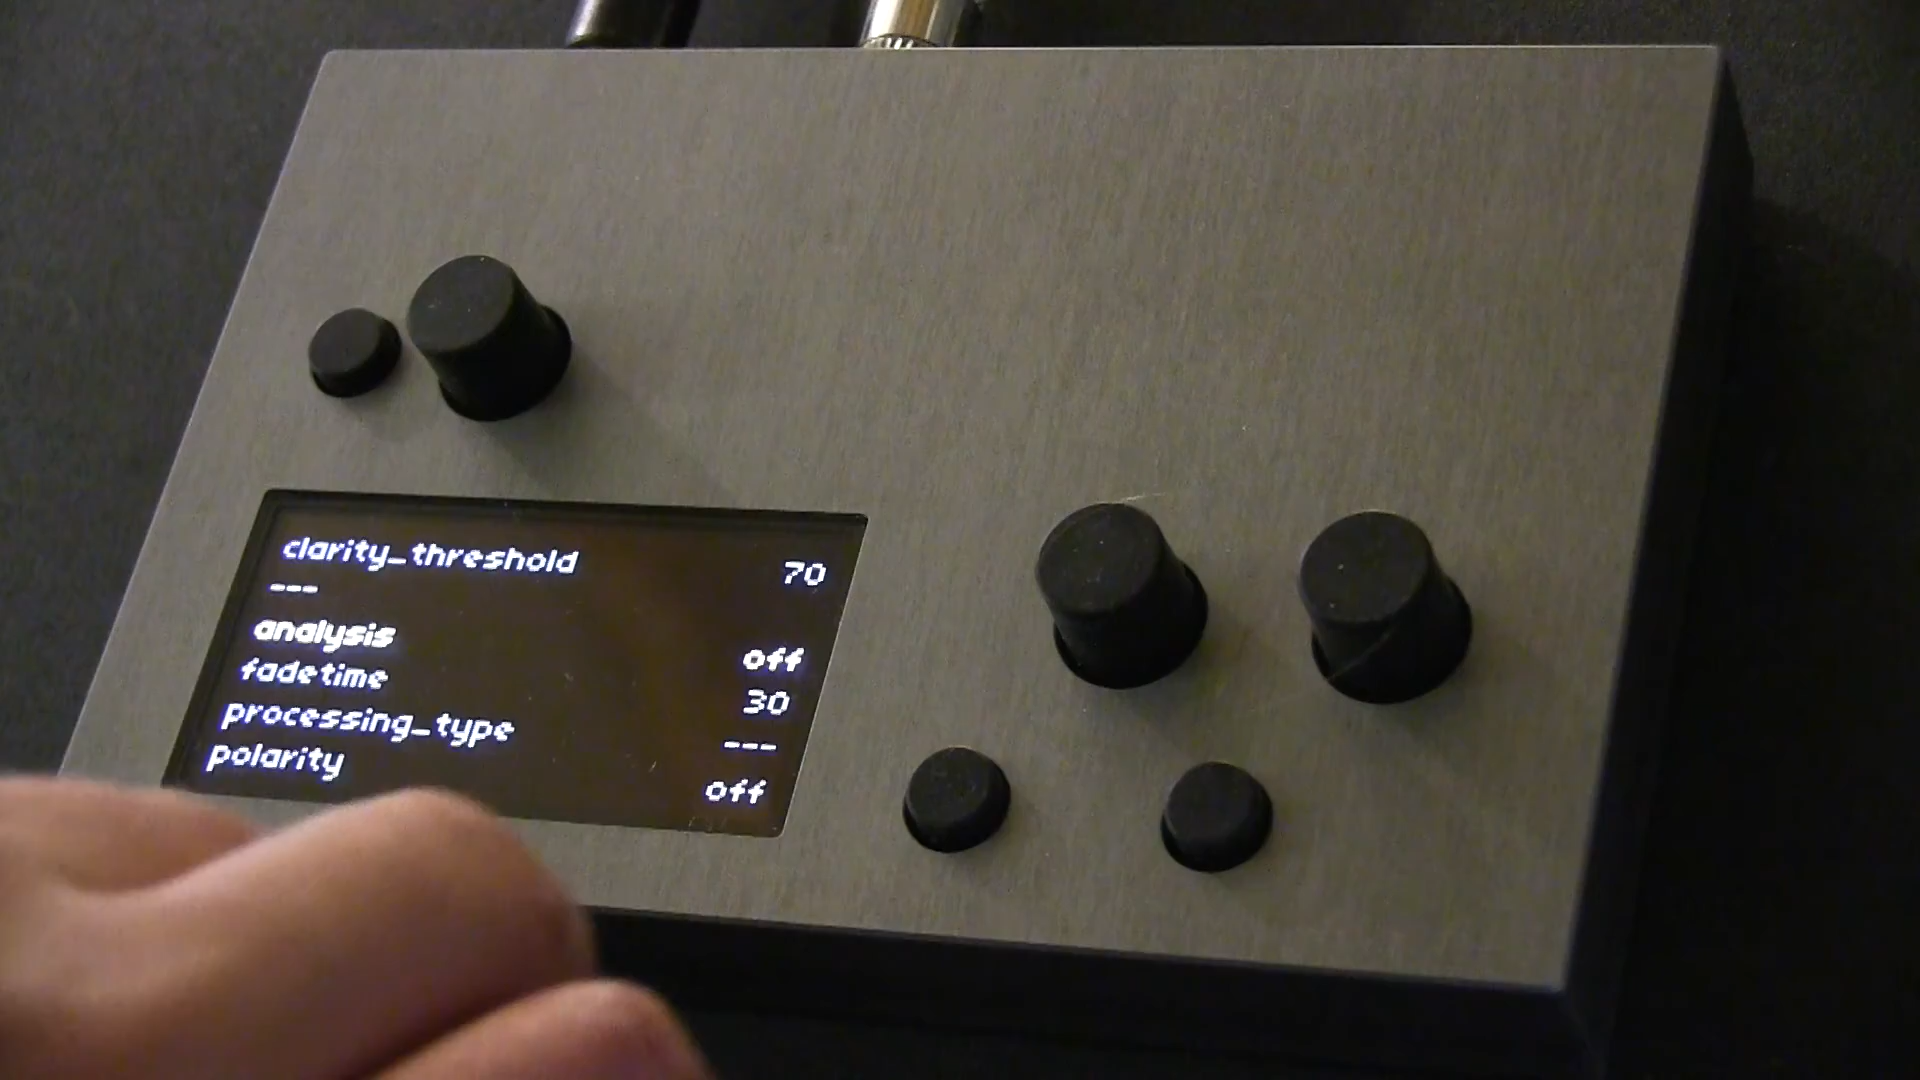 clarity_threshold 70
---
analysis off
fadetime 30
processing_type ---
polarity off